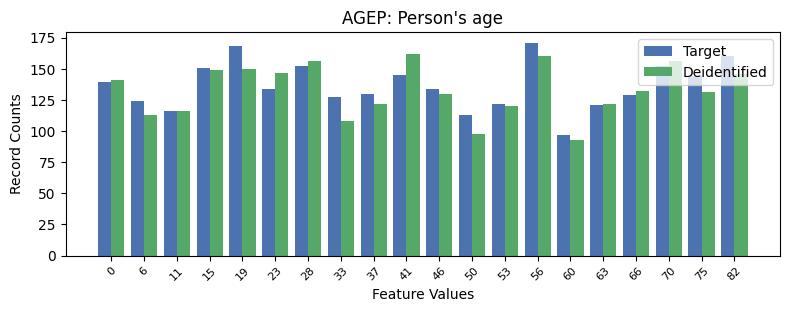 AGEP: Person's age
Record Counts
175
150
125
100
75
50
25
0
Target
Deidentified
0 6 11 15 19 23 28 33 37 41 46 50 53 56 60 63 66 70 75 82
Feature Values